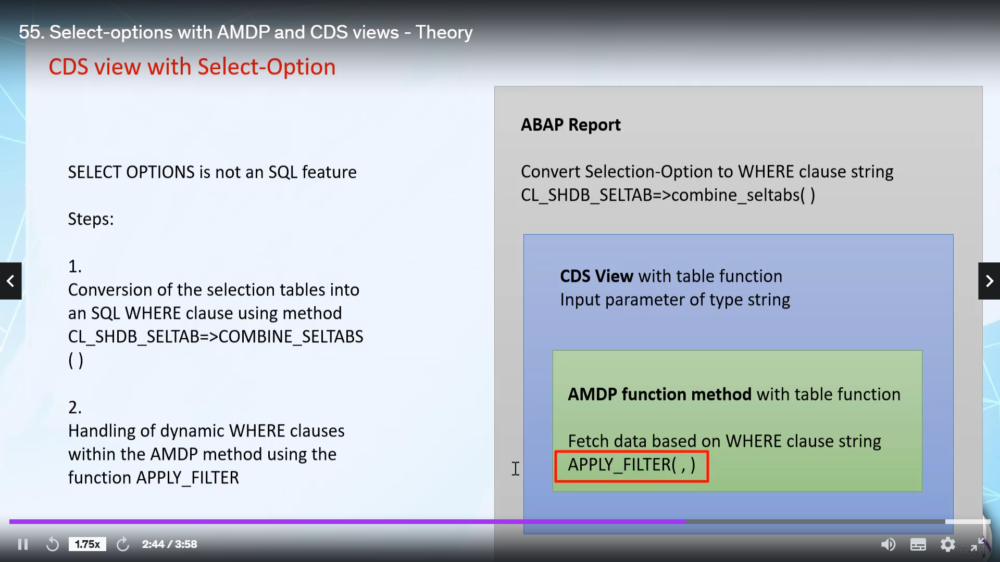 55. Select-options with AMDP and CDS views - Theory
CDS view with Select-Option
SELECT OPTIONS is not an SQL feature
Steps:
1.
Conversion of the selection tables into
an SQL WHERE clause using method
CL_SHDB_SELTAB=>COMBINE_SELTABS
( )
2.
Handling of dynamic WHERE clauses
within the AMDP method using the
function APPLY_FILTER
ABAP Report
Convert Selection-Option to WHERE clause string
CL_SHDB_SELTAB=>combine_seltabs( )
CDS View with table function
Input parameter of type string
AMDP function method with table function
Fetch data based on WHERE clause string
APPLY_FILTER( , )
1.75x
2:44 / 3:58
udemy